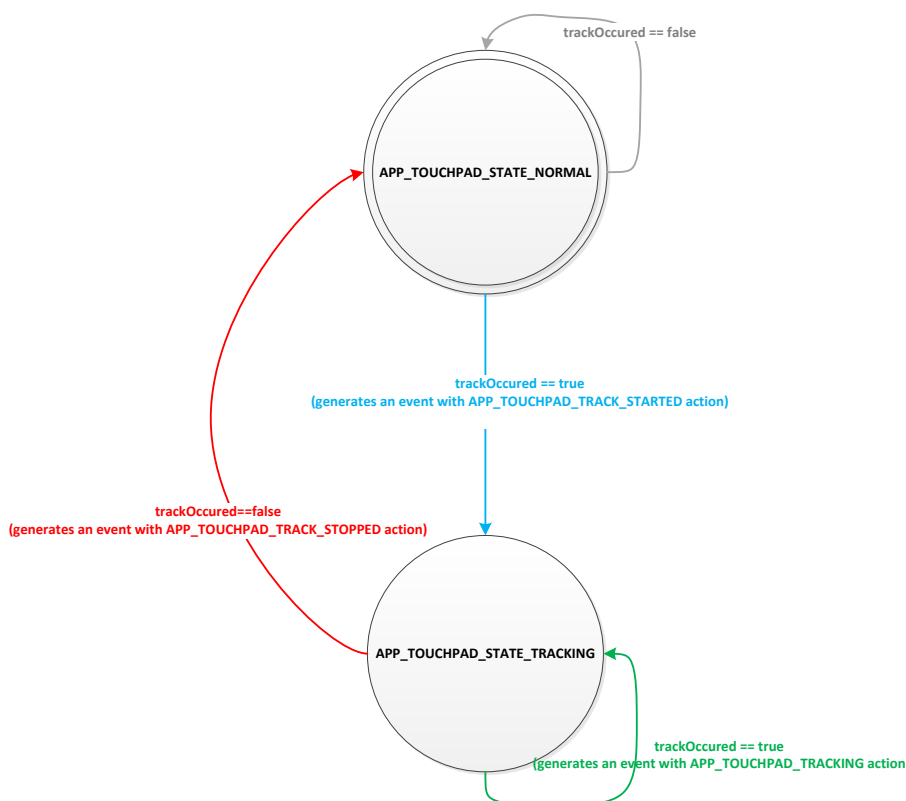 trackOccured == false
APP_TOUCHPAD_STATE_NORMAL
trackOccured == true
(generates an event with APP_TOUCHPAD_TRACK_STARTED action)
trackOccured==false
(generates an event with APP_TOUCHPAD_TRACK_STOPPED action)
APP_TOUCHPAD_STATE_TRACKING
trackOccured == true
(generates an event with APP_TOUCHPAD_TRACKING action